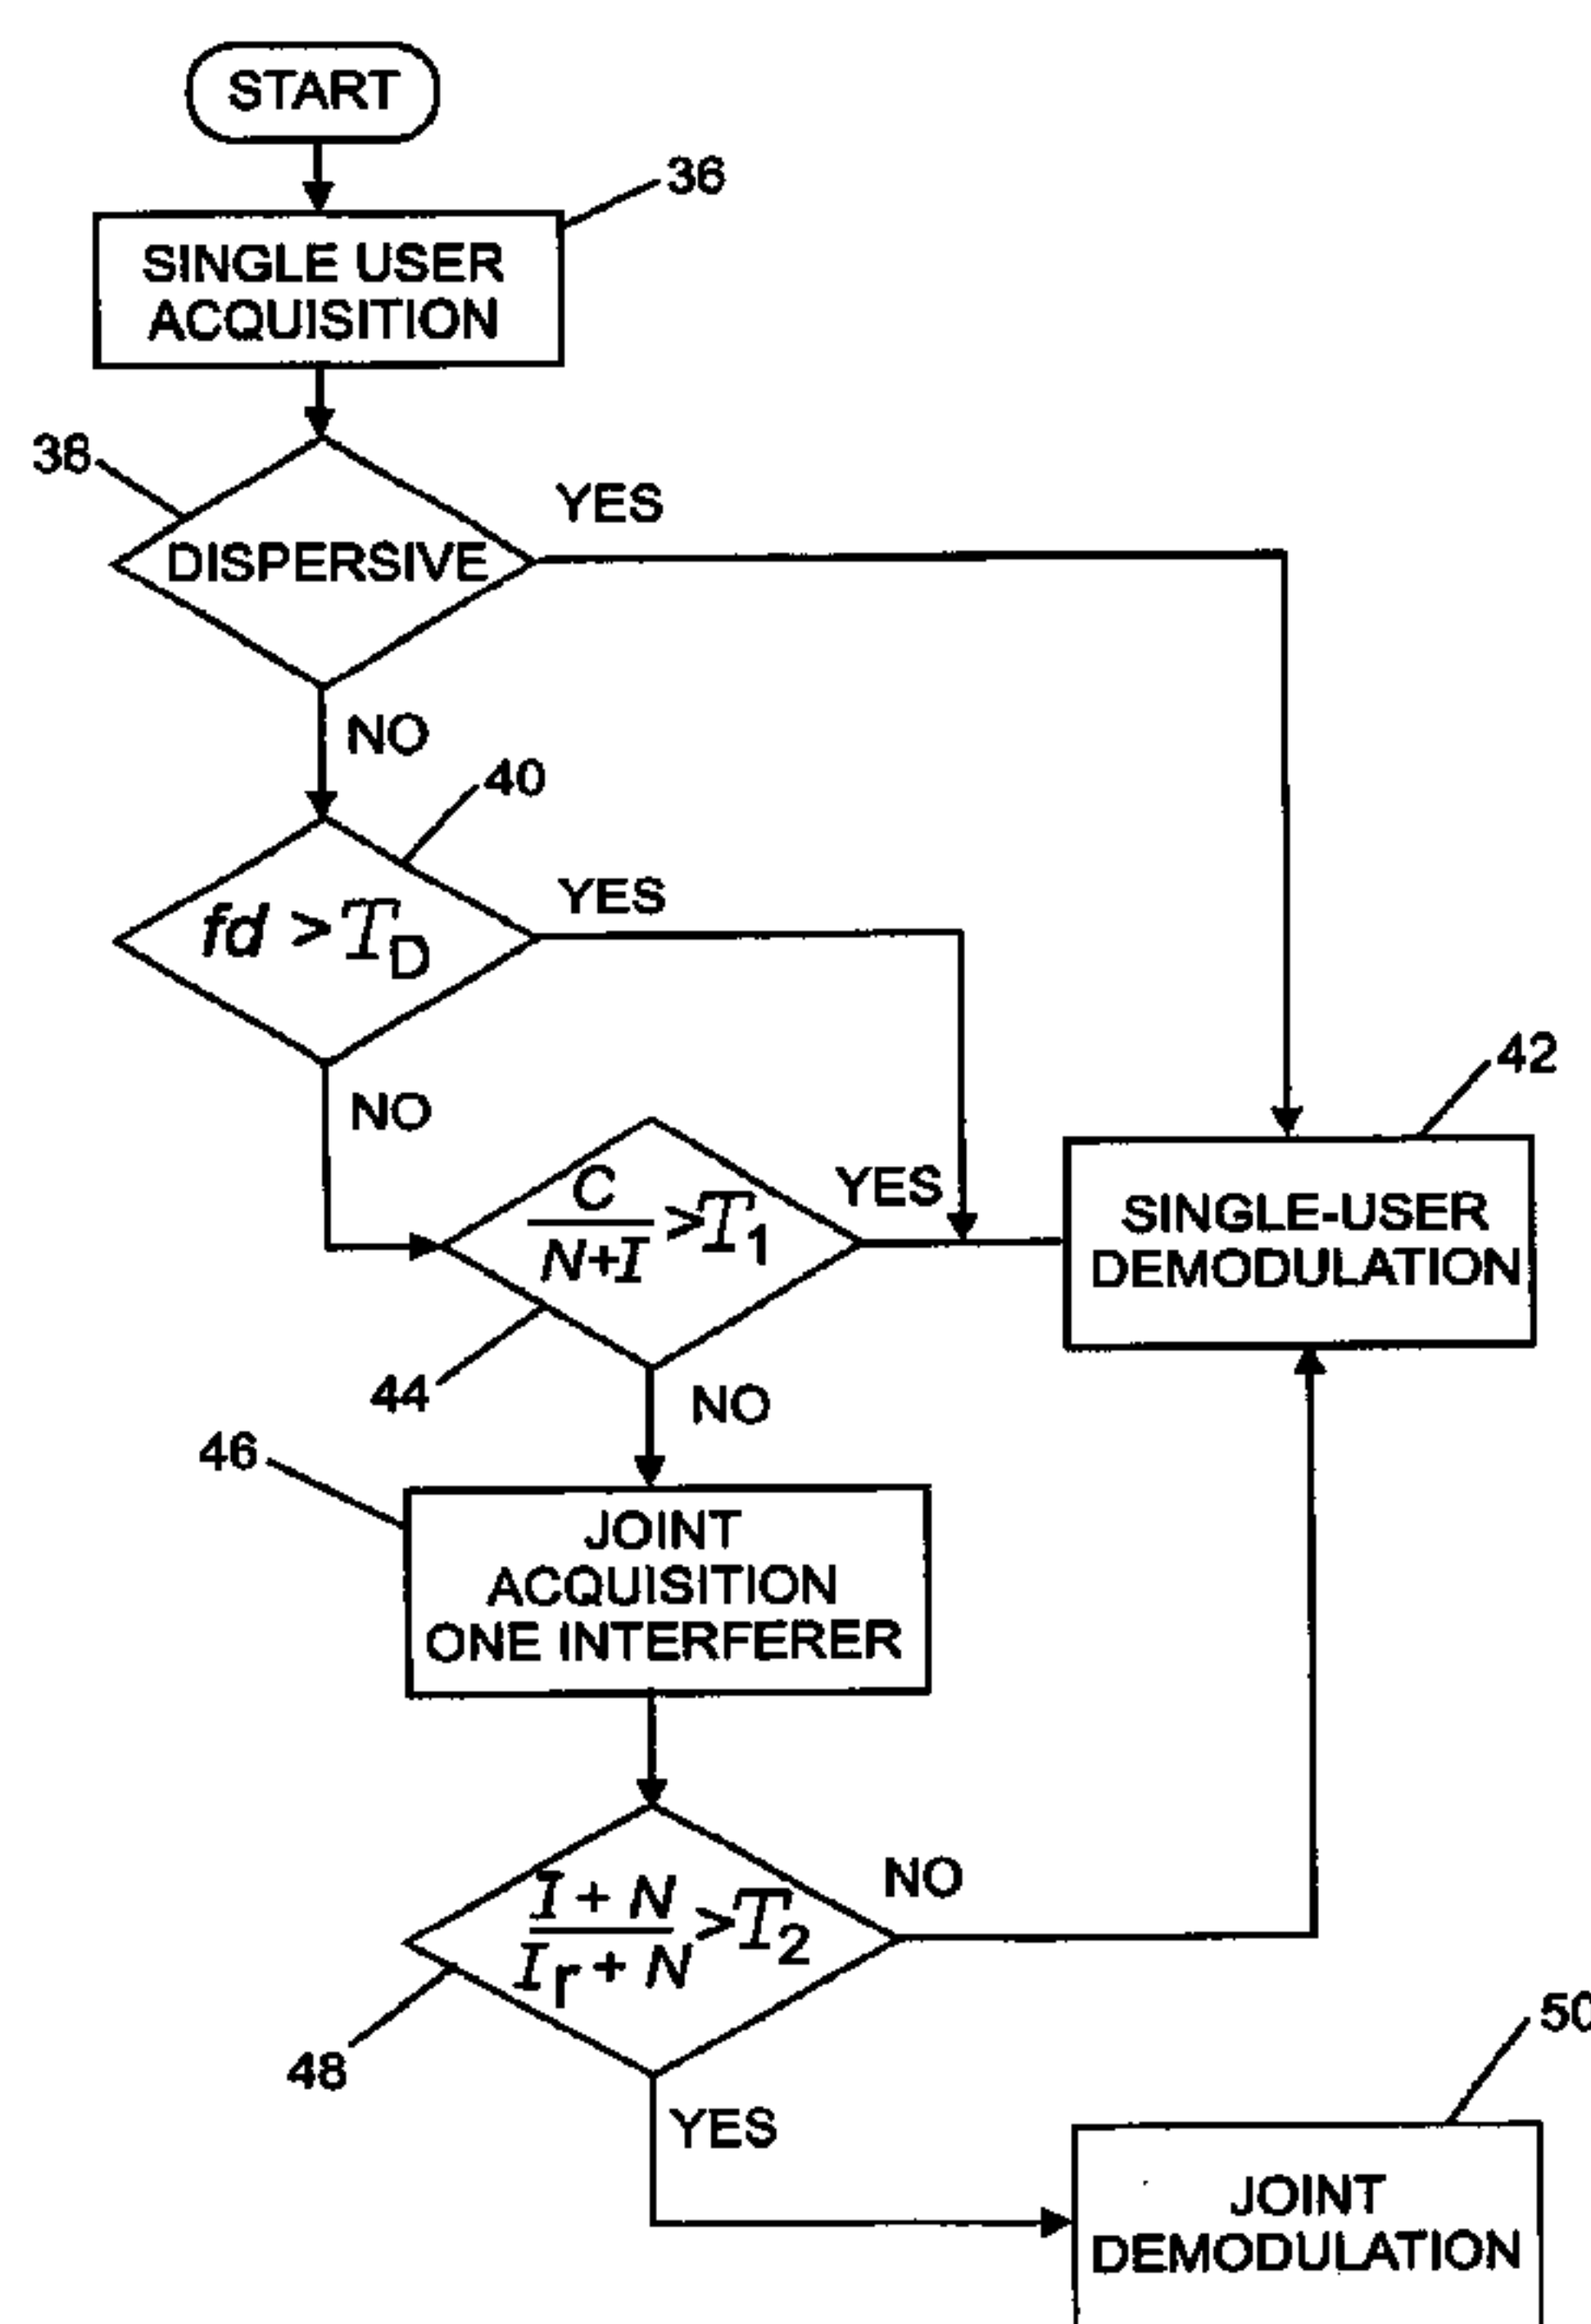 START
36
SINGLE USER
ACQUISITION
38
DISPERSIVE
YES
NO
40
fd > T_D
YES
NO
42
C
YES
N+I > T_1
SINGLE-USER
DEMODULATION
44
NO
46
JOINT
ACQUISITION
ONE INTERFERER
I + N
NO
I_r + N > T_2
48
50
YES
JOINT
DEMODULATION